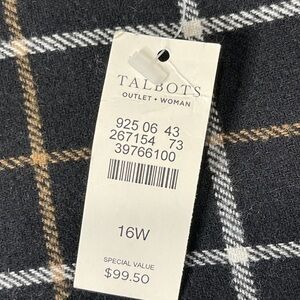 TALBOTS
OUTLET • WOMAN
925 06 43
267154 73
39766100
16W
SPECIAL VALUE
$99.50